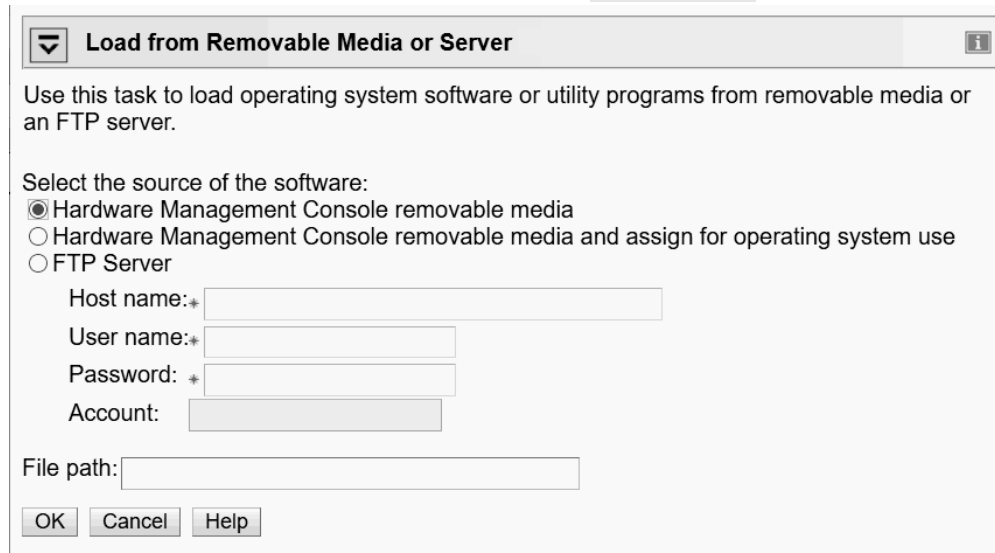 Load from Removable Media or Server
i
Use this task to load operating system software or utility programs from removable media or
an FTP server.
Select the source of the software:
Hardware Management Console removable media
Hardware Management Console removable media and assign for operating system use
FTP Server
Host name:*
User name:*
Password: *
Account:
File path:
OK Cancel Help